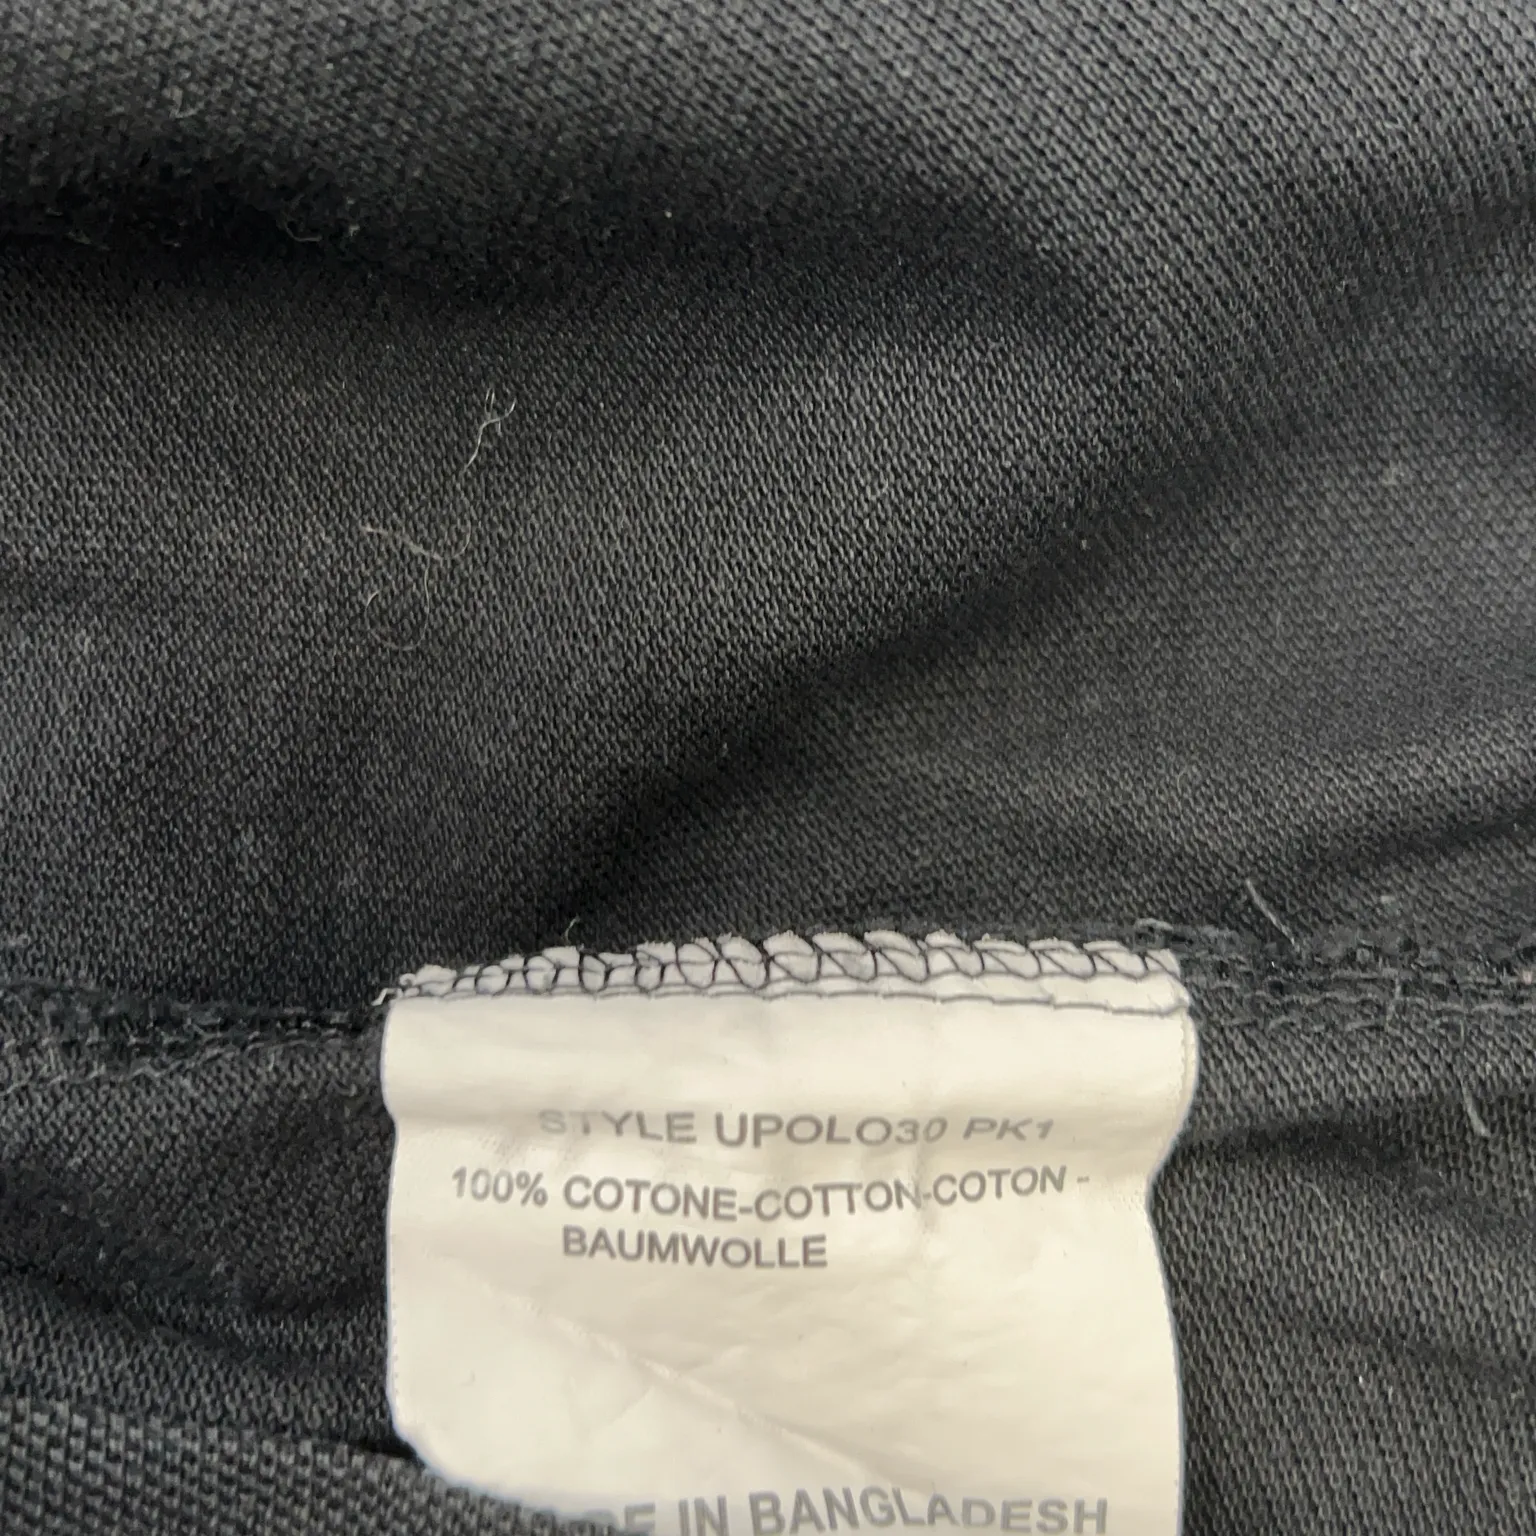 STYLE UPOLO30 PK1
100% COTONE-COTTON-COTON -
BAUMWOLLE
IN BANGLADESH